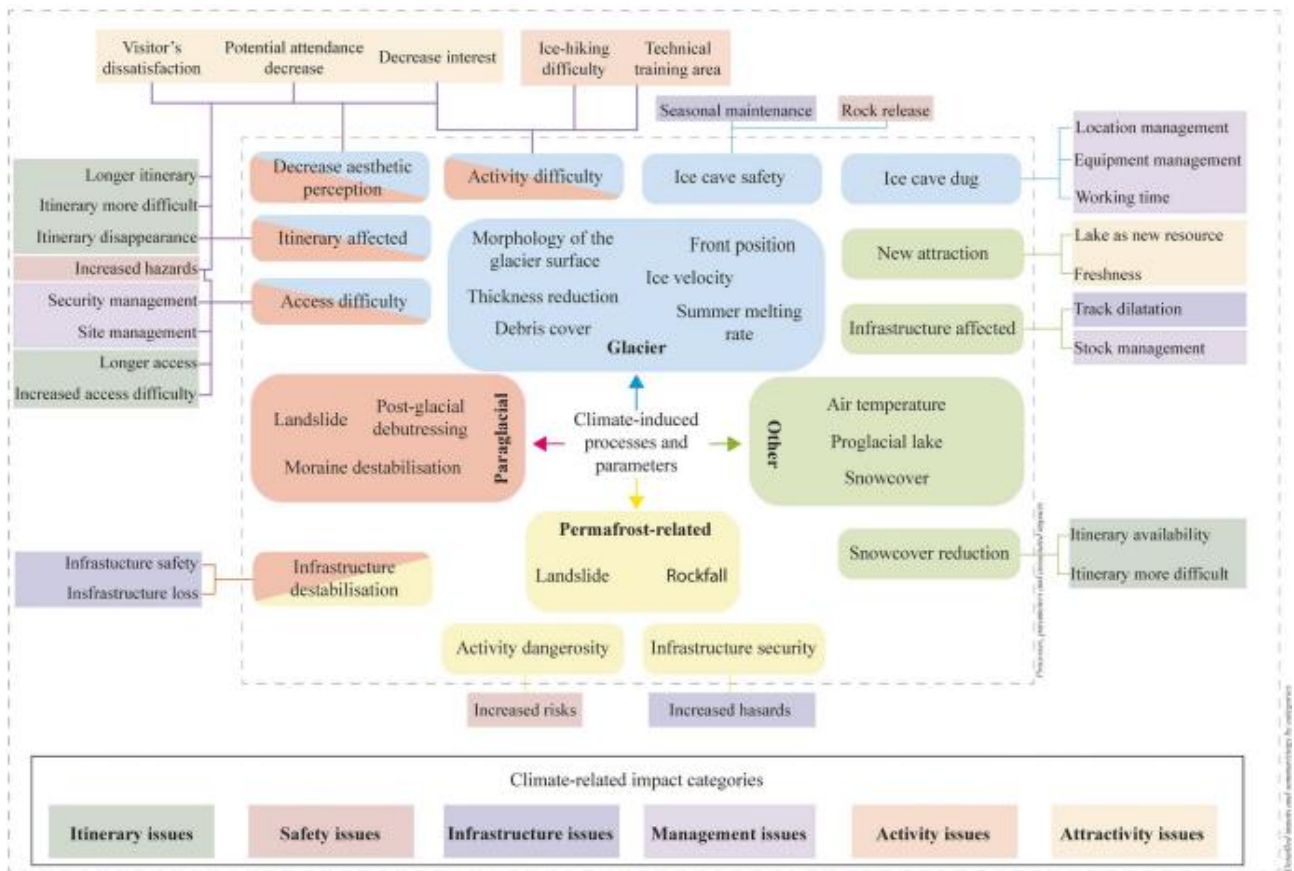 Visitor's
dissatisfaction
Potential attendance
decrease
Decrease interest
Ice-hiking
difficulty
Technical
training area
Seasonal maintenance
Rock release
Location management
Equipment management
Working time
Longer itinerary
Itinerary more difficult
Itinerary disappearance
Increased hazards
Security management
Site management
Longer access
Increased access difficulty
Decrease aesthetic
perception
Activity difficulty
Ice cave safety
Ice cave dug
Itinerary affected
Access difficulty
Morphology of the
glacier surface
Front position
Ice velocity
Thickness reduction
Summer melting
rate
Debris cover
Glacier
New attraction
Lake as new resource
Freshness
Infrastructure affected
Track dilatation
Stock management
Landslide
Post-glacial
debutressing
Moraine destabilisation
Paraglacial
Climate-induced
processes and
parameters
Other
Air temperature
Proglacial lake
Snowcover
Permafrost-related
Landslide
Rockfall
Snowcover reduction
Itinerary availability
Itinerary more difficult
Infrastucture safety
Insfrastructure loss
Infrastructure
destabilisation
Activity dangerosity
Infrastructure security
Increased risks
Increased hasards
Processes, parameters and
impacts
Climate-related impact categories
Itinerary issues
Safety issues
Infrastructure issues
Management issues
Activity issues
Attractivity issues